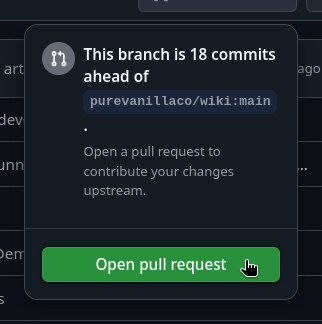 This branch is 18 commits
ahead of
purevanillaco/wiki:main
.
Open a pull request to
contribute your changes
upstream.
Open pull request
art
ago
dev
unn
...
Dem
s